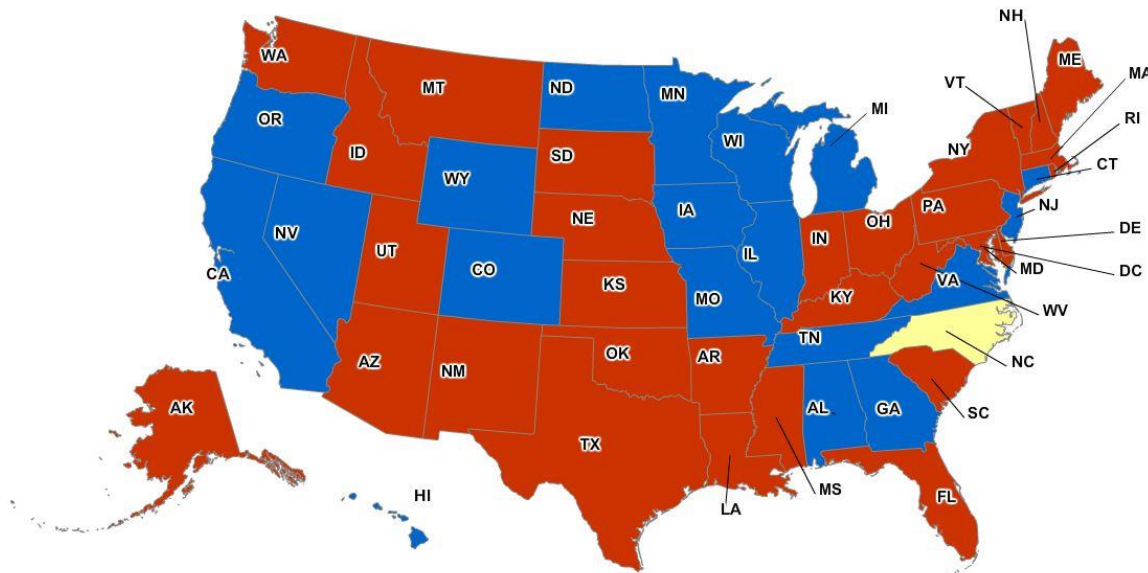 NH
ME
MA
WA
MT
ND
MN
VT
MI
RI
OR
WI
NY
ID
SD
CT
WY
PA
IA
NJ
NE
OH
NV
IN
DE
UT
IL
CO
DC
MD
CA
VA
KS
MO
KY
WV
TN
OK
AR
AZ
NM
NC
AK
AL
GA
SC
TX
MS
HI
FL
LA